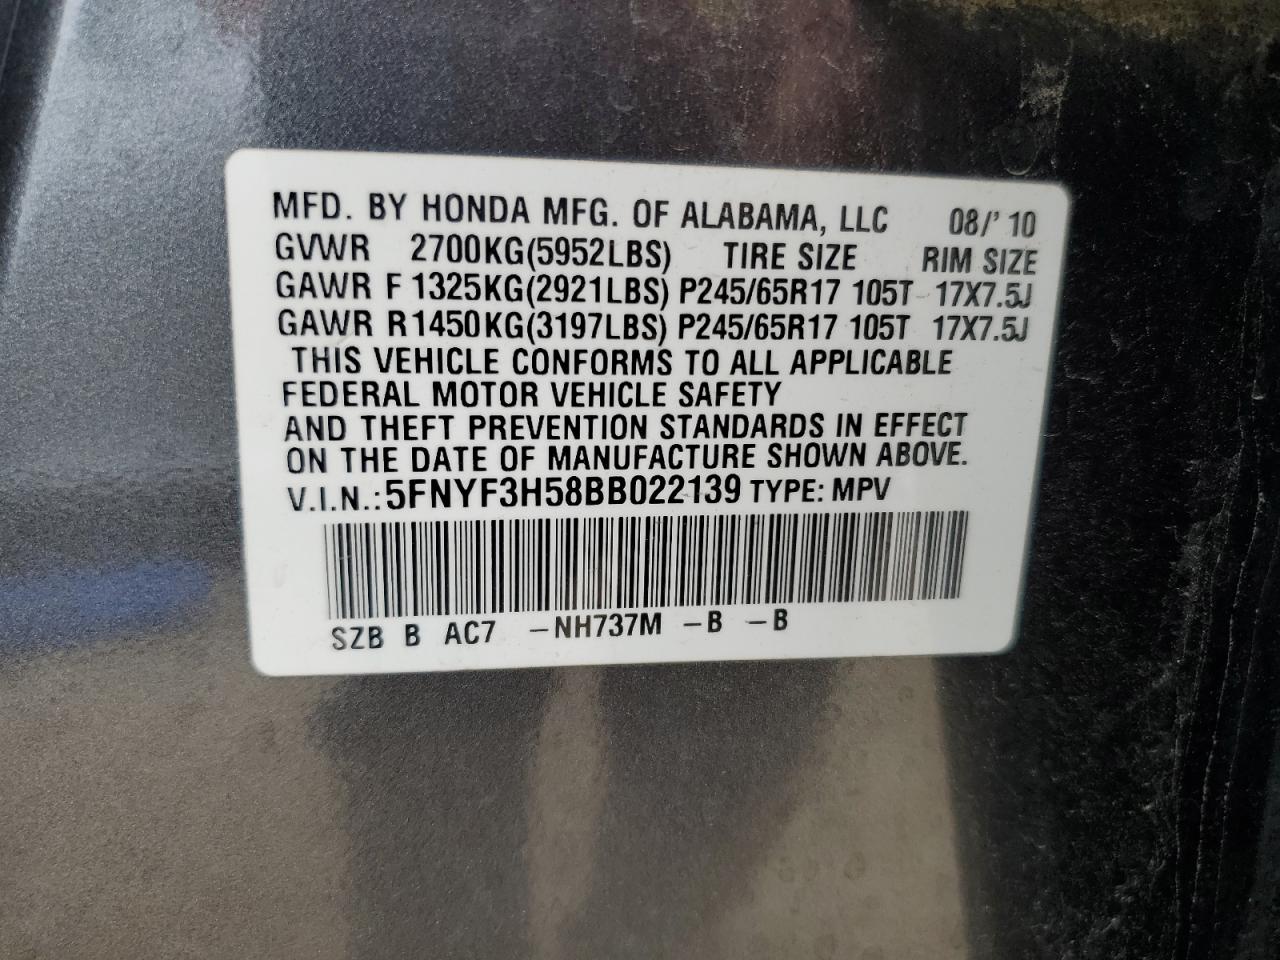 MFD. BY HONDA MFG. OF ALABAMA, LLC 08/' 10
GVWR 2700KG(5952LBS) TIRE SIZE RIM SIZE
GAWR F 1325KG(2921LBS) P245/65R17 105T 17X7.5J
GAWR R1450KG(3197LBS) P245/65R17 105T 17X7.5J
THIS VEHICLE CONFORMS TO ALL APPLICABLE
FEDERAL MOTOR VEHICLE SAFETY
AND THEFT PREVENTION STANDARDS IN EFFECT
ON THE DATE OF MANUFACTURE SHOWN ABOVE.
V.I.N.:5FNYF3H58BB022139 TYPE: MPV
SZB B AC7 -NH737M -B -B